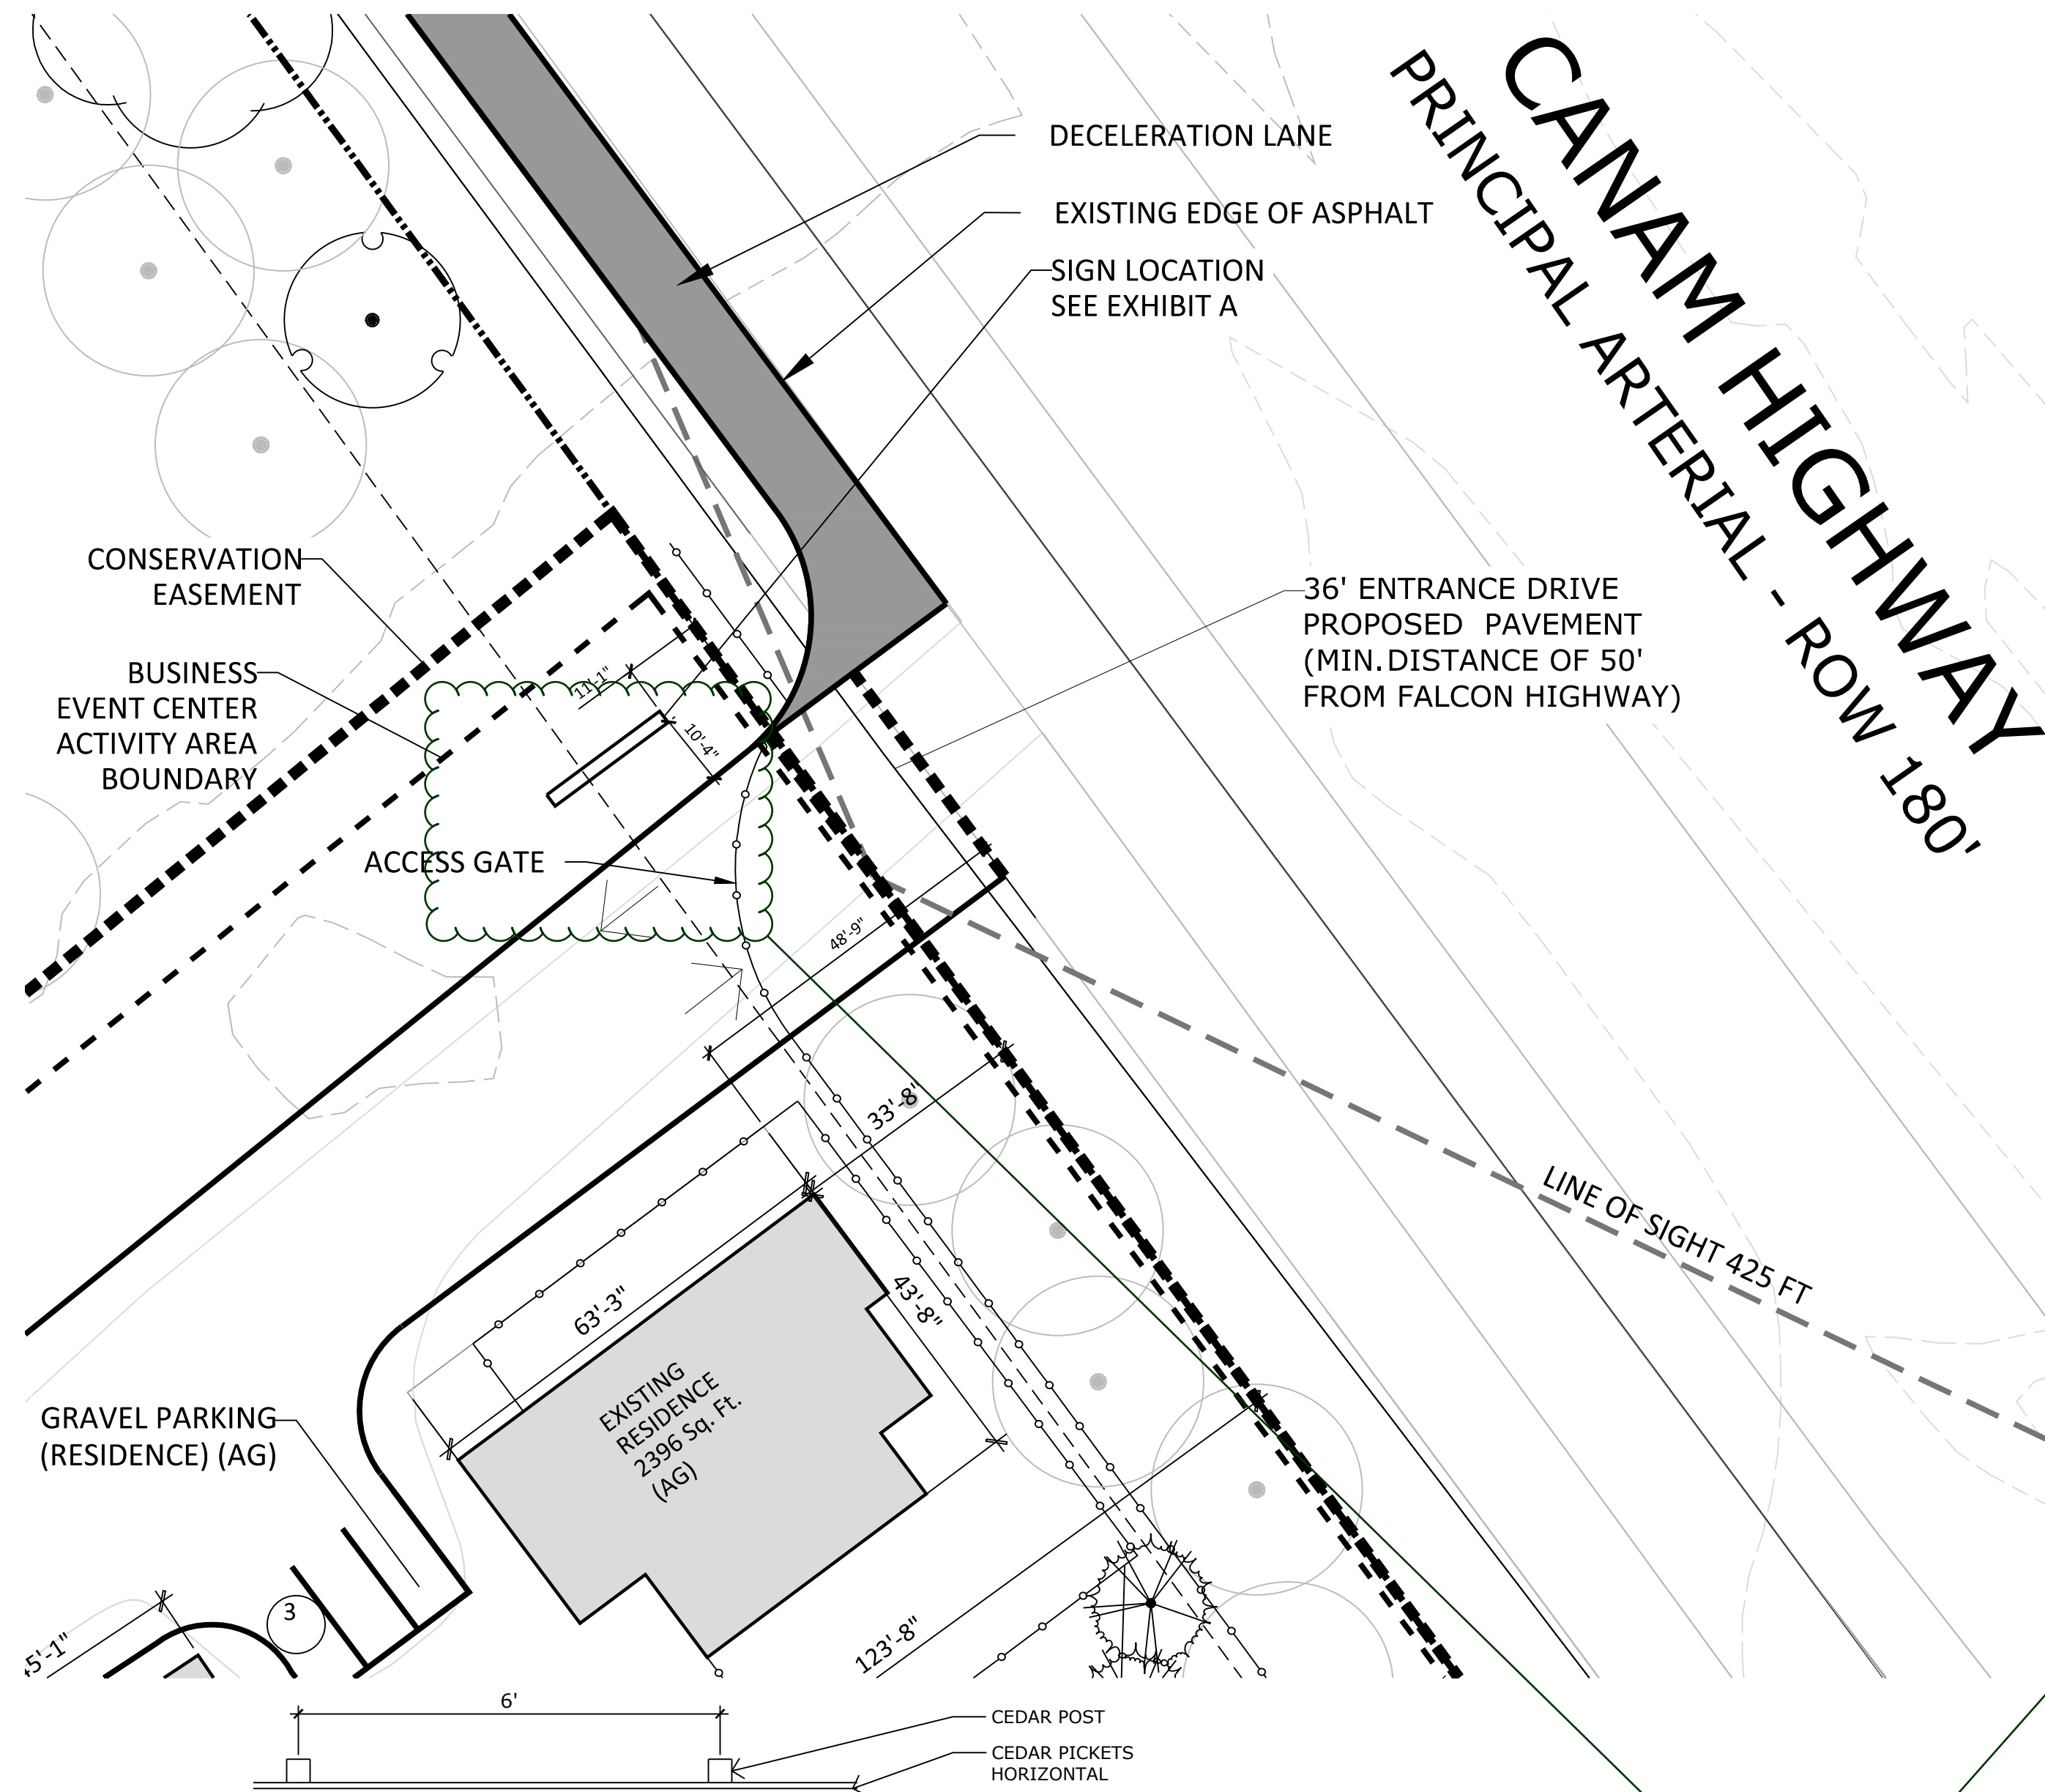 CANAM HIGHWAY
PRINCIPAL ARTERIAL - ROW 180'
DECELERATION LANE
EXISTING EDGE OF ASPHALT
SIGN LOCATION
SEE EXHIBIT A
CONSERVATION
EASEMENT
36' ENTRANCE DRIVE
PROPOSED PAVEMENT
(MIN.DISTANCE OF 50'
FROM FALCON HIGHWAY)
BUSINESS
EVENT CENTER
ACTIVITY AREA
BOUNDARY
11'-1"
10'-4"
ACCESS GATE
48'-9"
33'-8"
LINE OF SIGHT 425 FT
63'-3"
43'-8"
EXISTING
RESIDENCE
2396 Sq. Ft.
(AG)
GRAVEL PARKING
(RESIDENCE) (AG)
3
5'-1"
123'-8"
6'
CEDAR POST
CEDAR PICKETS
HORIZONTAL